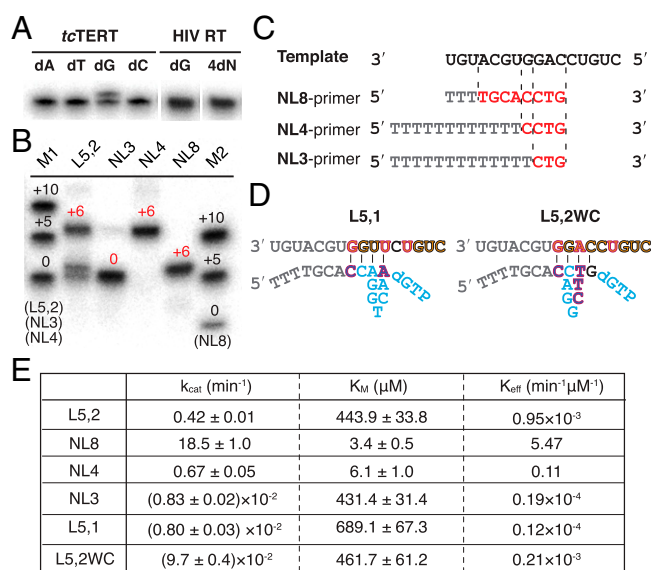 A
tcTERT HIV RT
dA dT dG dC dG 4dN
B
M1 L5,2 NL3 NL4 NL8 M2
+10 +5 0
+6
0
+6
+6
+10 +5 0
(L5,2)
(NL3)
(NL4)
(NL8)
C
Template 3′ UGUACGUGGACCUGUC 5′
NL8-primer 5′ TTTTGCACCTG 3′
NL4-primer 5′ TTTTTTTTTTTTCCTG 3′
NL3-primer 5′ TTTTTTTTTTTTTCTG 3′
D
L5,1
3′ UGUACGUGGUUCUGUC
5′ TTTTGCACCAA dGTP
GA
GC
T
L5,2WC
3′ UGUACGUGGACCUGUC
5′ TTTTGCACCTG dGTP
AT
GC
G
E
kcat (min-1) KM (µM) Keff (min-1µM-1)
L5,2 0.42 ± 0.01 443.9 ± 33.8 0.95×10-3
NL8 18.5 ± 1.0 3.4 ± 0.5 5.47
NL4 0.67 ± 0.05 6.1 ± 1.0 0.11
NL3 (0.83 ± 0.02)×10-2 431.4 ± 31.4 0.19×10-4
L5,1 (0.80 ± 0.03) ×10-2 689.1 ± 67.3 0.12×10-4
L5,2WC (9.7 ± 0.4)×10-2 461.7 ± 61.2 0.21×10-3